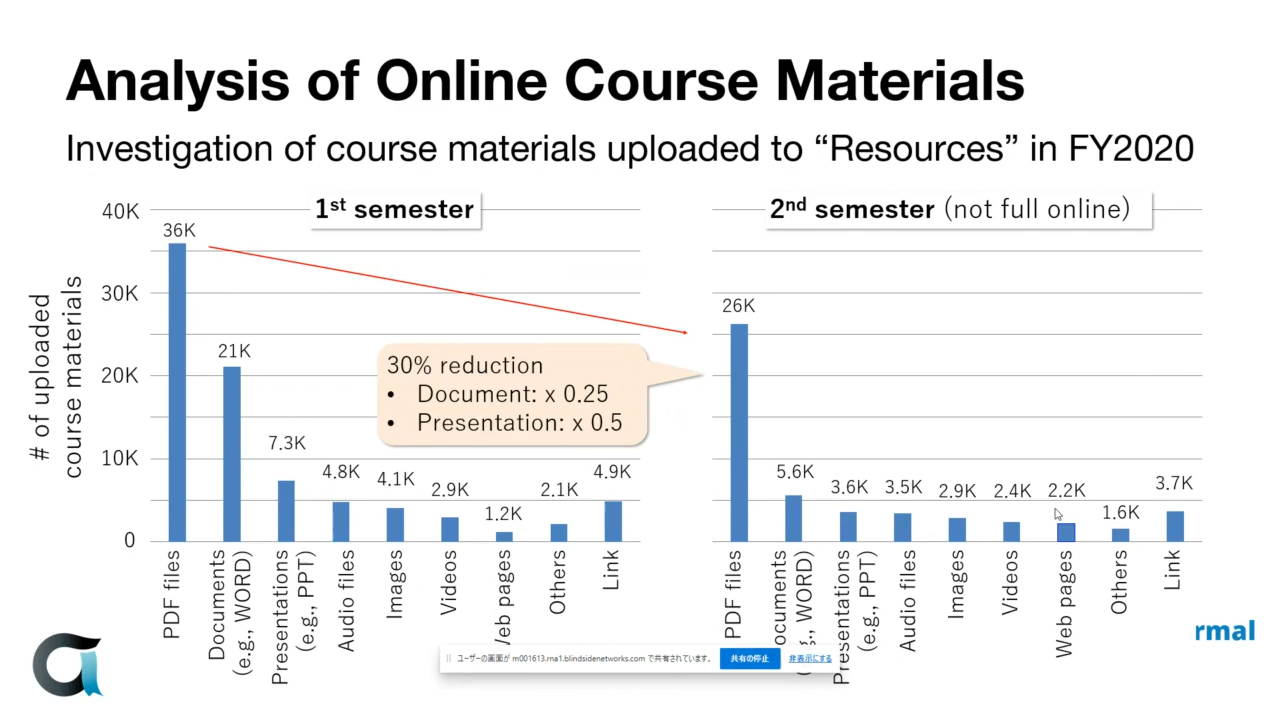 Analysis of Online Course Materials
Investigation of course materials uploaded to “Resources” in FY2020
# of uploaded
course materials
40K
30K
20K
10K
0
1st semester
36K
21K
7.3K
4.8K
4.1K
2.9K
1.2K
2.1K
4.9K
PDF files
Documents
(e.g., WORD)
Presentations
(e.g., PPT)
Audio files
Images
Videos
Web pages
Others
Link
30% reduction
• Document: x 0.25
• Presentation: x 0.5
2nd semester (not full online)
26K
5.6K
3.6K
3.5K
2.9K
2.4K
2.2K
1.6K
3.7K
PDF files
Documents
(e.g., WORD)
Presentations
(e.g., PPT)
Audio files
Images
Videos
Web pages
Others
Link
rmal
ユーザーの画面が m001613.rna1.blindsidenetworks.com で共有されています。
共有の停止
非表示にする